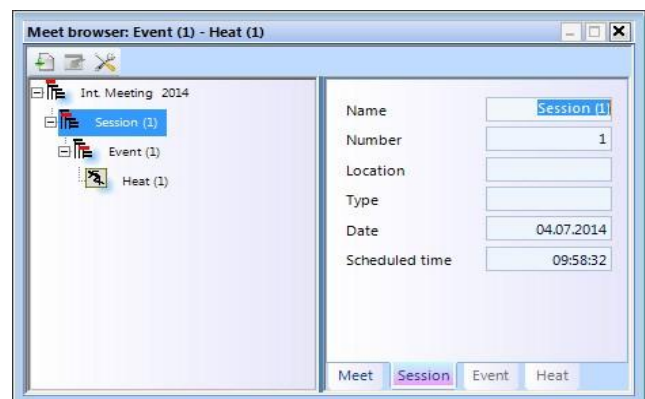 Meet browser: Event (1) - Heat (1)
Int. Meeting 2014
Session (1)
Event (1)
Heat (1)
Name Session (1)
Number 1
Location
Type
Date 04.07.2014
Scheduled time 09:58:32
Meet Session Event Heat